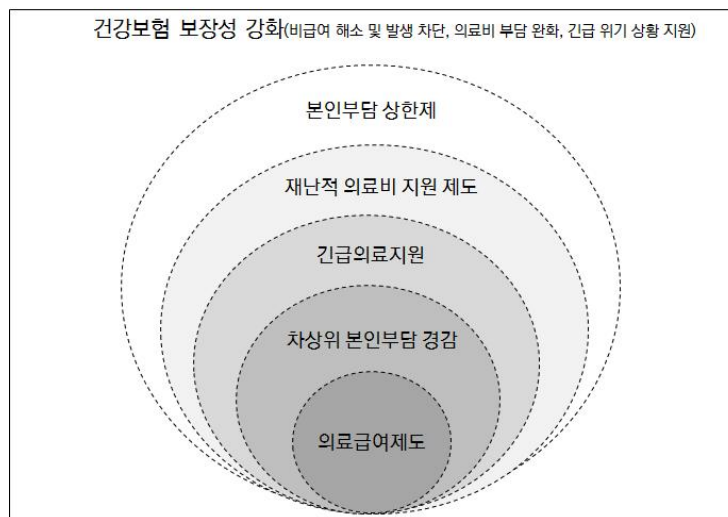 건강보험 보장성 강화(비급여 해소 및 발생 차단, 의료비 부담 완화, 긴급 위기 상황 지원)
본인부담 상한제
재난적 의료비 지원 제도
긴급의료지원
차상위 본인부담 경감
의료급여제도